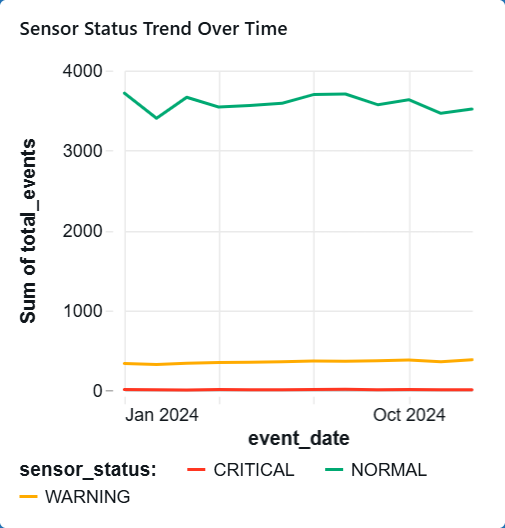 Sensor Status Trend Over Time
4000
3000
2000
1000
0
Sum of total_events
Jan 2024 Oct 2024
event_date
sensor_status: CRITICAL NORMAL
WARNING